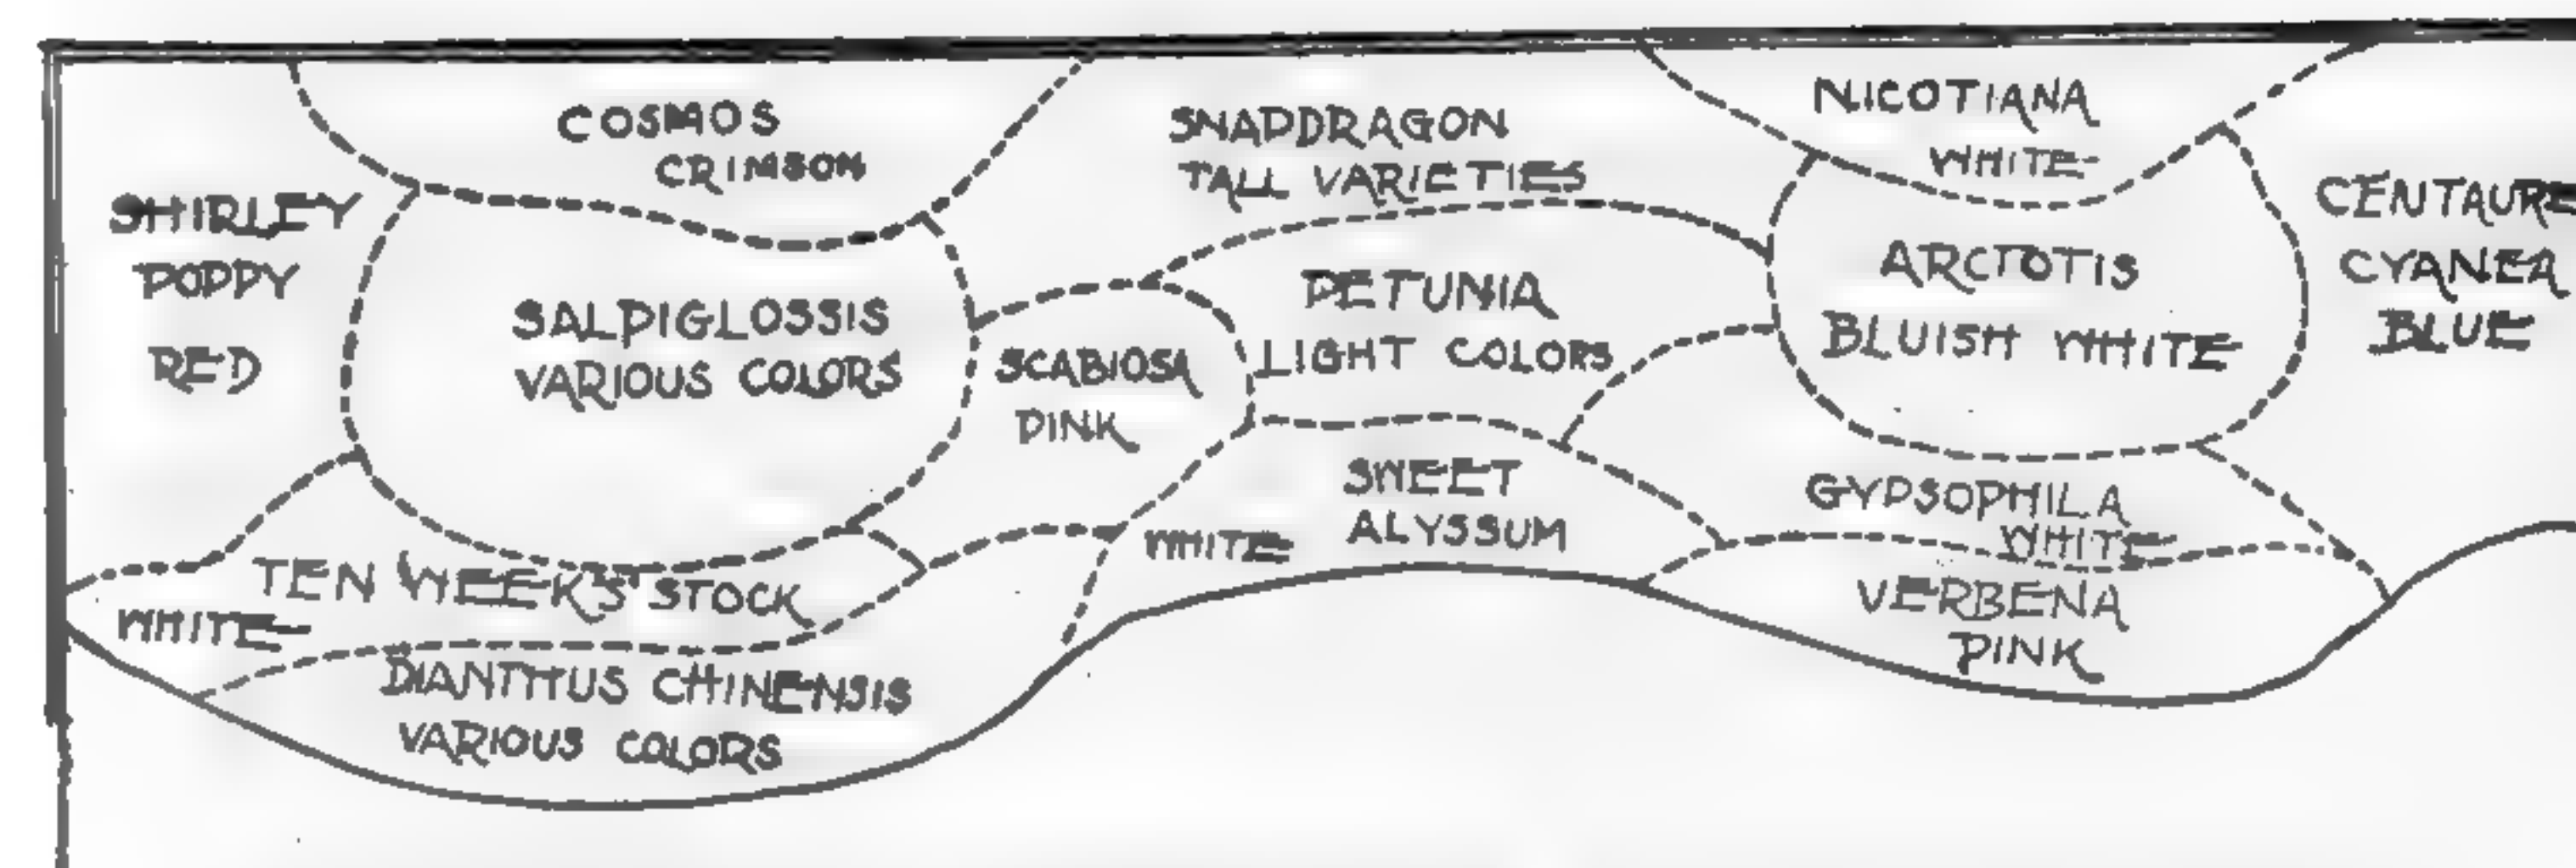 COSMOS
CRIMSON
SNAPDRAGON
TALL VARIETIES
NICOTIANA
WHITE
SHIRLEY
POPPY
RED
SALPIGLOSSIS
VARIOUS COLORS
SCABIOSA
PINK
PETUNIA
LIGHT COLORS
ARCTOTIS
BLUISH WHITE
CENTAURE
CYANEA
BLUE
TEN WEEK'S STOCK
WHITE
DIANTHUS CHINENSIS
VARIOUS COLORS
WHITE
SWEET
ALYSSUM
GYPSOPHILA
WHITE
VERBENA
PINK